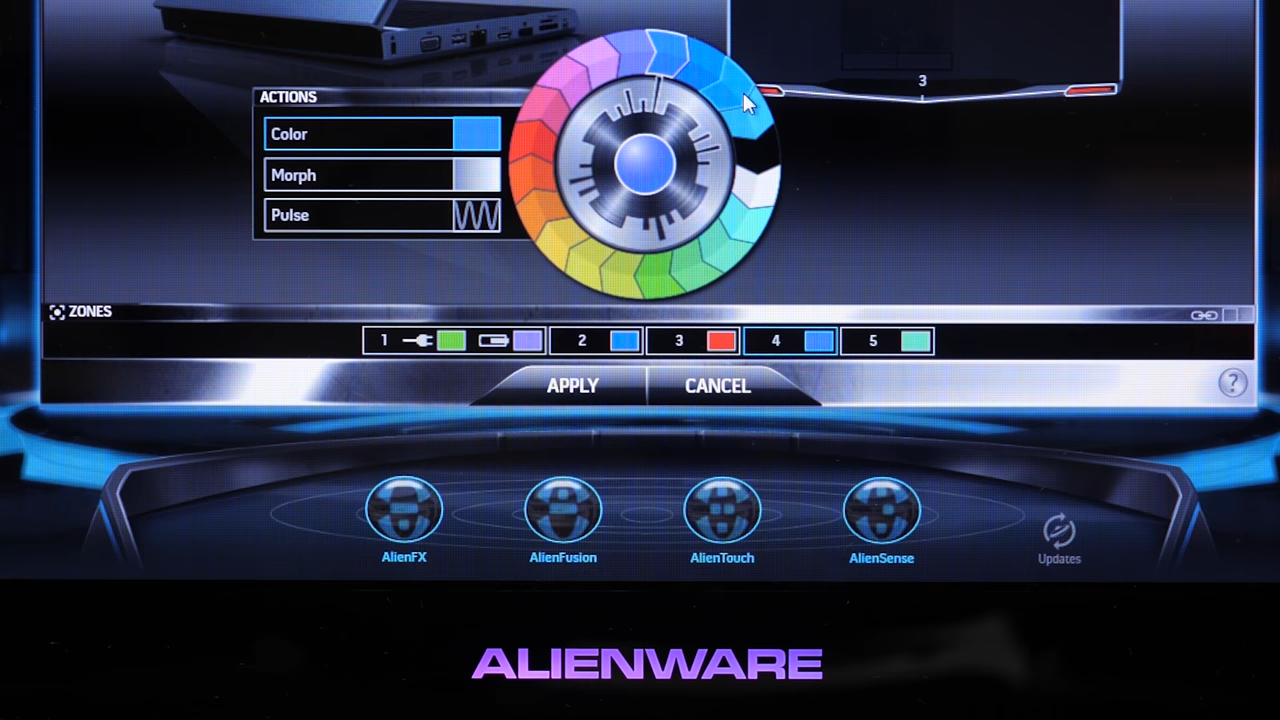 3
ACTIONS
Color
Morph
Pulse
ZONES
1 2 3 4 5
APPLY CANCEL ?
AlienFX AlienFusion AlienTouch AlienSense Updates
ALIENWARE